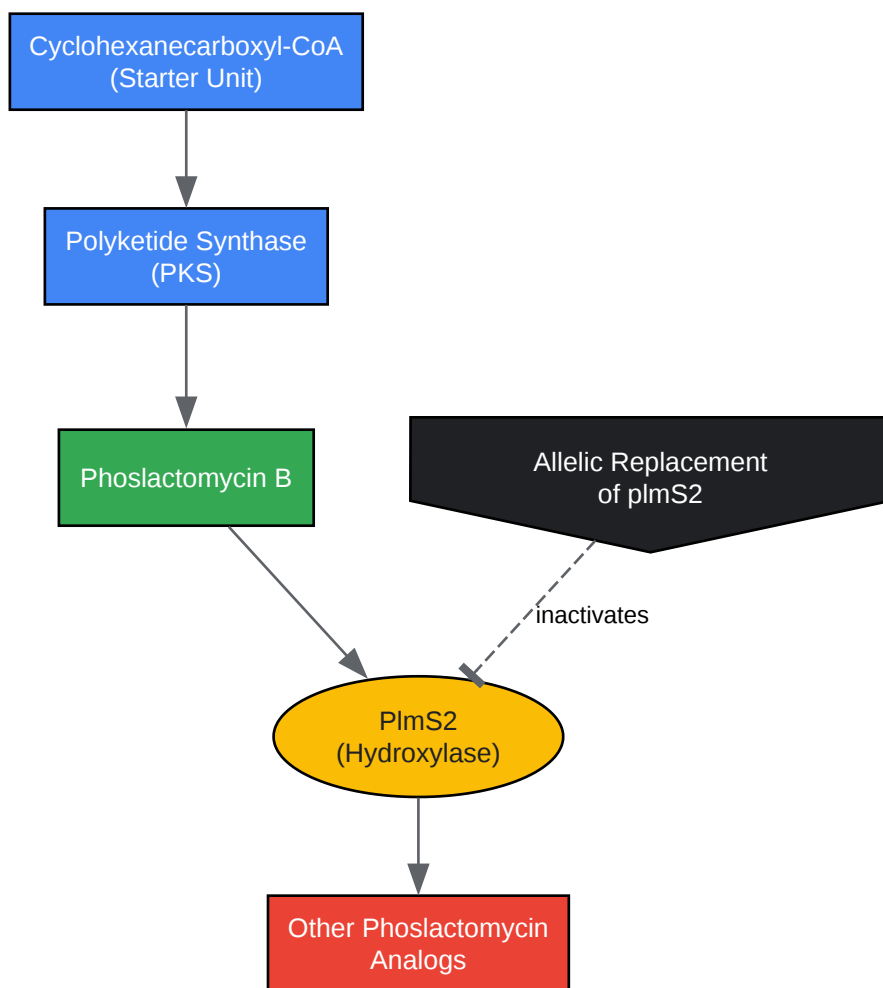 Cyclohexanecarboxyl-CoA
(Starter Unit)
Polyketide Synthase
(PKS)
Phoslactomycin B
Allelic Replacement
of plmS2
inactivates
PlmS2
(Hydroxylase)
Other Phoslactomycin
Analogs